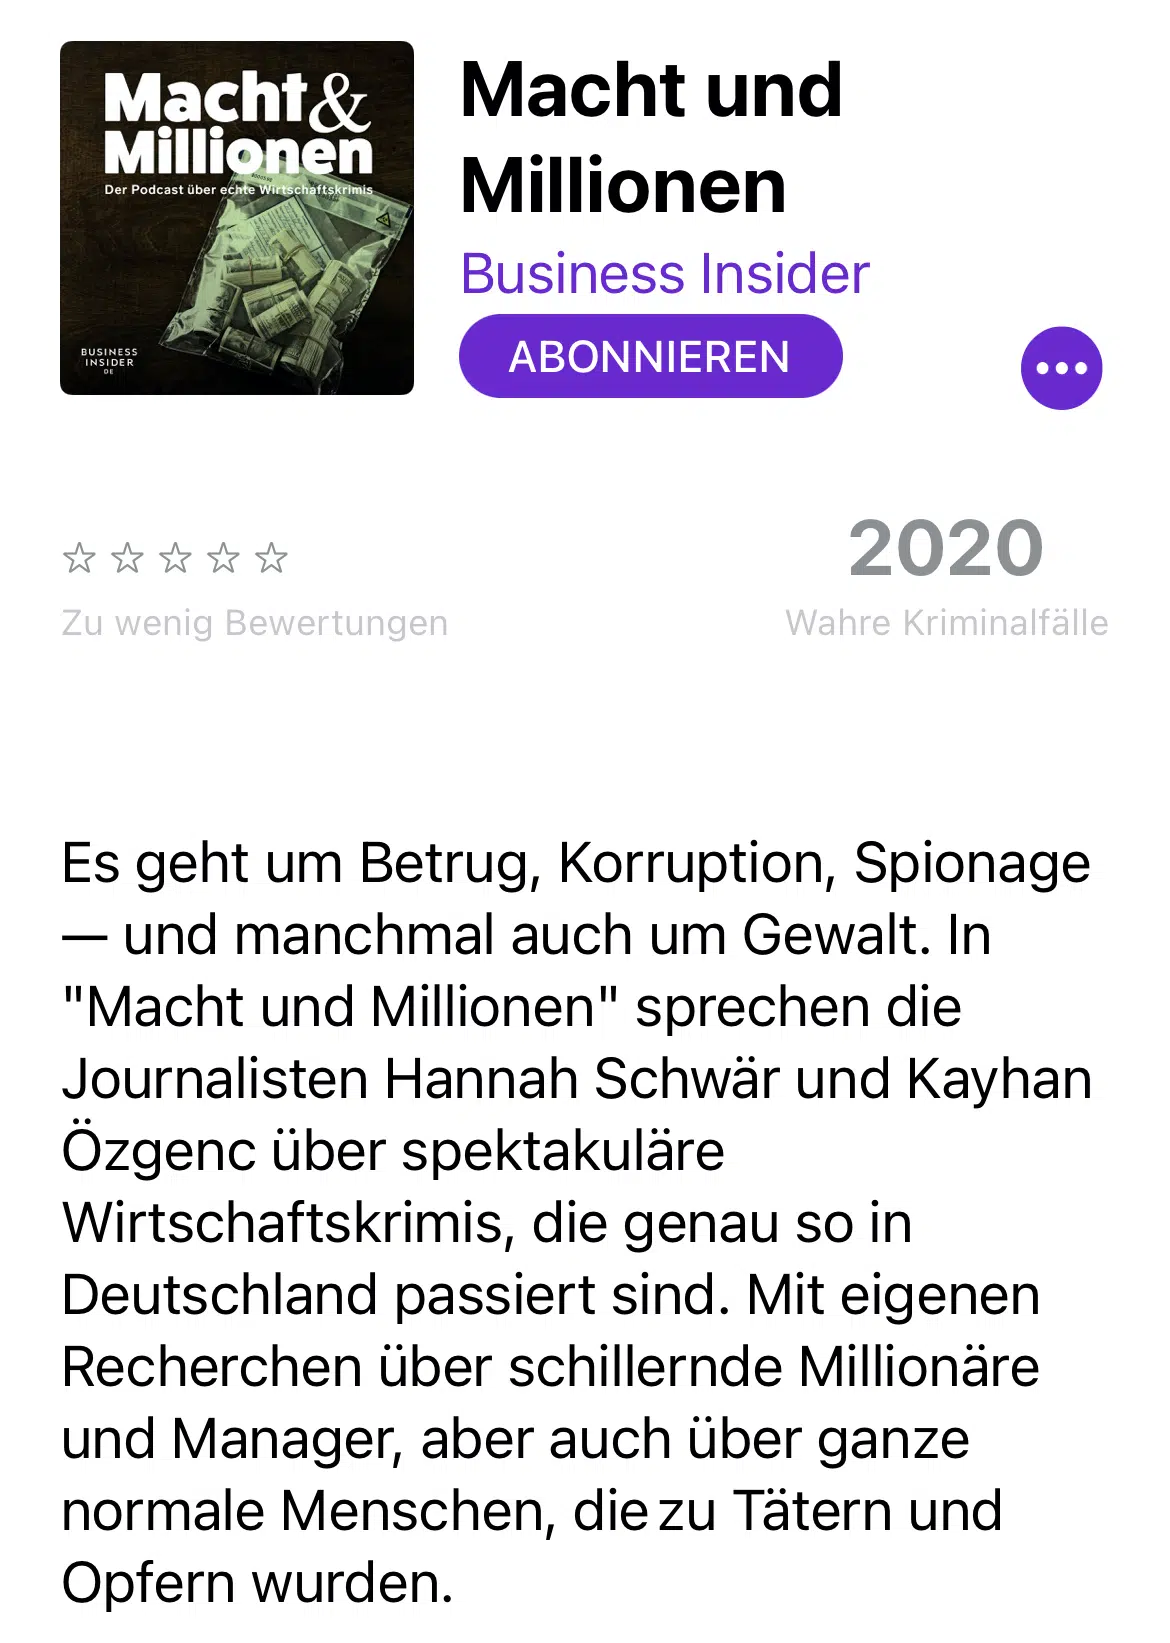 Macht&
Millionen
Der Podcast über echte Wirtschaftskrimis
BUSINESS
INSIDER
DE
Macht und
Millionen
Business Insider
ABONNIEREN
2020
Zu wenig Bewertungen
Wahre Kriminalfälle
Es geht um Betrug, Korruption, Spionage
— und manchmal auch um Gewalt. In
"Macht und Millionen" sprechen die
Journalisten Hannah Schwär und Kayhan
Özgenc über spektakuläre
Wirtschaftskrimis, die genau so in
Deutschland passiert sind. Mit eigenen
Recherchen über schillernde Millionäre
und Manager, aber auch über ganze
normale Menschen, die zu Tätern und
Opfern wurden.